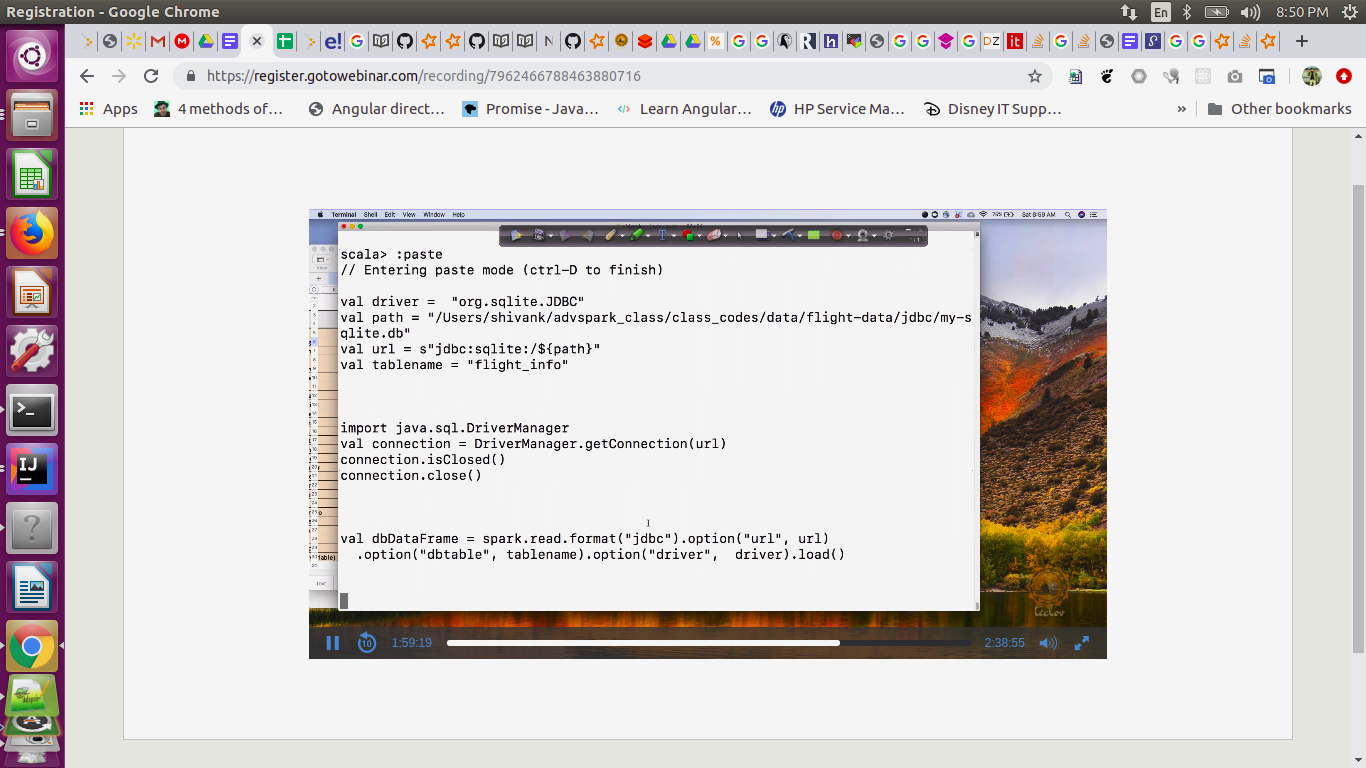 Registration - Google Chrome
En
8:50 PM
https://register.gotowebinar.com/recording/7962466788463880716
Apps
4 methods of…
Angular direct…
Promise - Java…
Learn Angular…
HP Service Ma…
Disney IT Supp…
»
Other bookmarks
Terminal Shell Edit View Window Help
75%
Sat 8:59 AM
scala> :paste
// Entering paste mode (ctrl-D to finish)
val driver =  "org.sqlite.JDBC"
val path = "/Users/shivank/advspark_class/class_codes/data/flight-data/jdbc/my-s
qlite.db"
val url = s"jdbc:sqlite:/${path}"
val tablename = "flight_info"
import java.sql.DriverManager
val connection = DriverManager.getConnection(url)
connection.isClosed()
connection.close()
val dbDataFrame = spark.read.format("jdbc").option("url", url)
.option("dbtable", tablename).option("driver",  driver).load()
Text
10
1:59:19
2:38:55